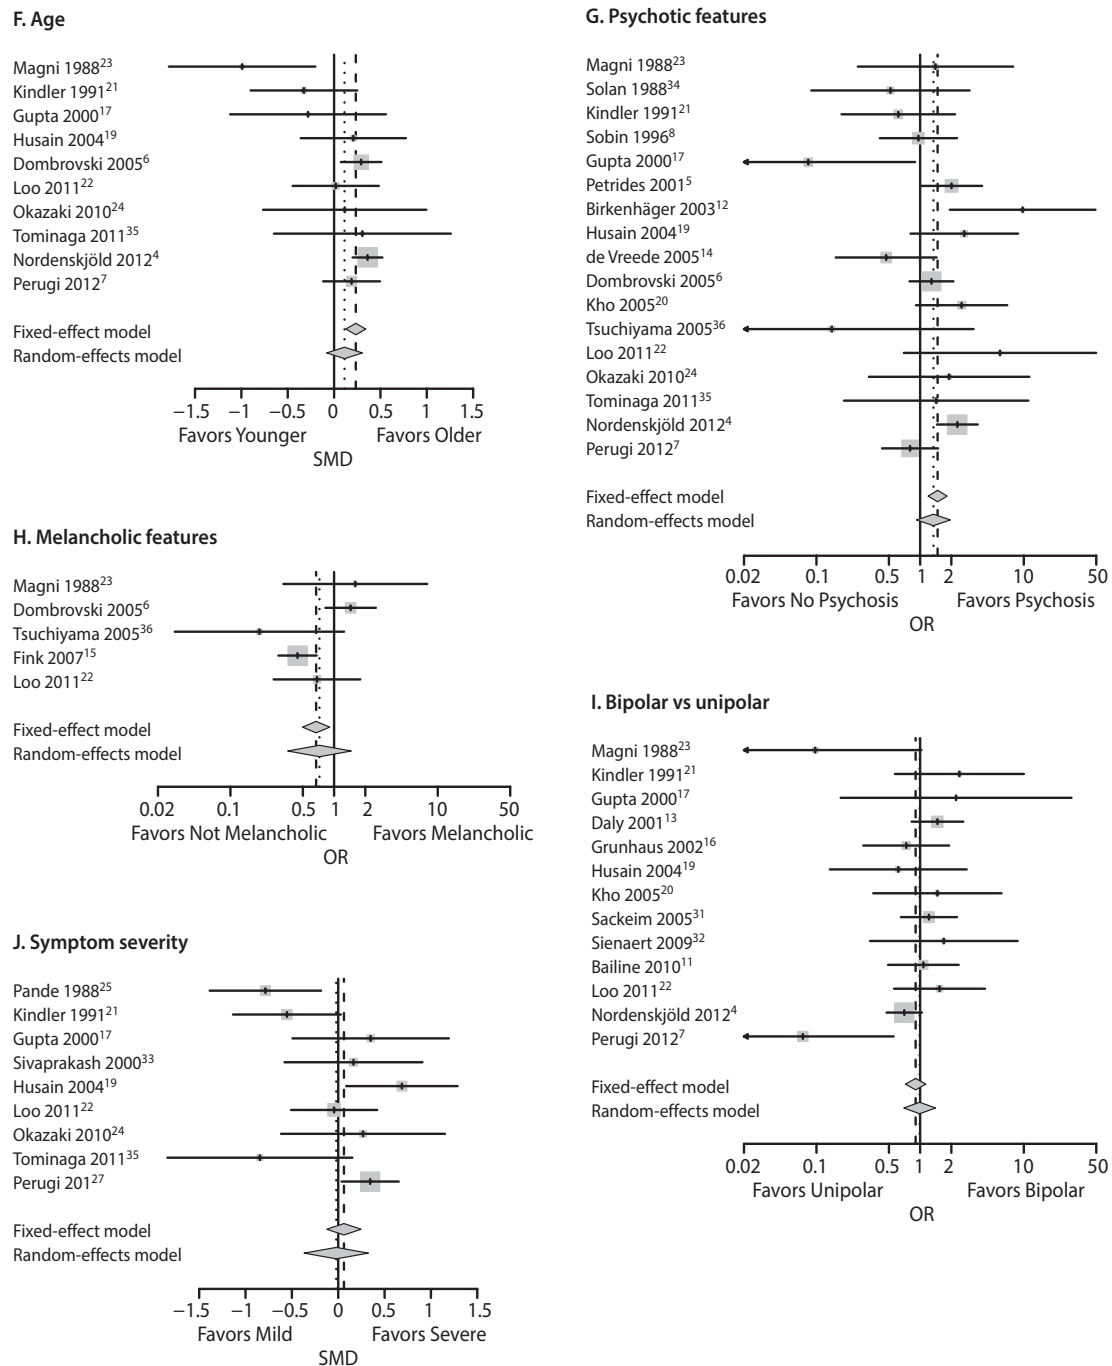 F. Age
Magni 1988²³
Kindler 1991²¹
Gupta 2000¹⁷
Husain 2004¹⁹
Dombrovski 2005⁶
Loo 2011²²
Okazaki 2010²⁴
Tominaga 2011³⁵
Nordenskjöld 2012⁴
Perugi 2012⁷
Fixed-effect model
Random-effects model
−1.5 −1 −0.5 0 0.5 1 1.5
Favors Younger Favors Older
SMD
G. Psychotic features
Magni 1988²³
Solan 1988³⁴
Kindler 1991²¹
Sobin 1996⁸
Gupta 2000¹⁷
Petrides 2001⁵
Birkenhäger 2003¹²
Husain 2004¹⁹
de Vreede 2005¹⁴
Dombrovski 2005⁶
Kho 2005²⁰
Tsuchiyama 2005³⁶
Loo 2011²²
Okazaki 2010²⁴
Tominaga 2011³⁵
Nordenskjöld 2012⁴
Perugi 2012⁷
Fixed-effect model
Random-effects model
0.02 0.1 0.5 1 2 10 50
Favors No Psychosis Favors Psychosis
OR
H. Melancholic features
Magni 1988²³
Dombrovski 2005⁶
Tsuchiyama 2005³⁶
Fink 2007¹⁵
Loo 2011²²
Fixed-effect model
Random-effects model
0.02 0.1 0.5 1 2 10 50
Favors Not Melancholic Favors Melancholic
OR
I. Bipolar vs unipolar
Magni 1988²³
Kindler 1991²¹
Gupta 2000¹⁷
Daly 2001¹³
Grunhaus 2002¹⁶
Husain 2004¹⁹
Kho 2005²⁰
Sackeim 2005³¹
Sienaert 2009³²
Bailine 2010¹¹
Loo 2011²²
Nordenskjöld 2012⁴
Perugi 2012⁷
Fixed-effect model
Random-effects model
0.02 0.1 0.5 1 2 10 50
Favors Unipolar Favors Bipolar
OR
J. Symptom severity
Pande 1988²⁵
Kindler 1991²¹
Gupta 2000¹⁷
Sivaprakash 2000³³
Husain 2004¹⁹
Loo 2011²²
Okazaki 2010²⁴
Tominaga 2011³⁵
Perugi 201²⁷
Fixed-effect model
Random-effects model
−1.5 −1 −0.5 0 0.5 1 1.5
Favors Mild Favors Severe
SMD